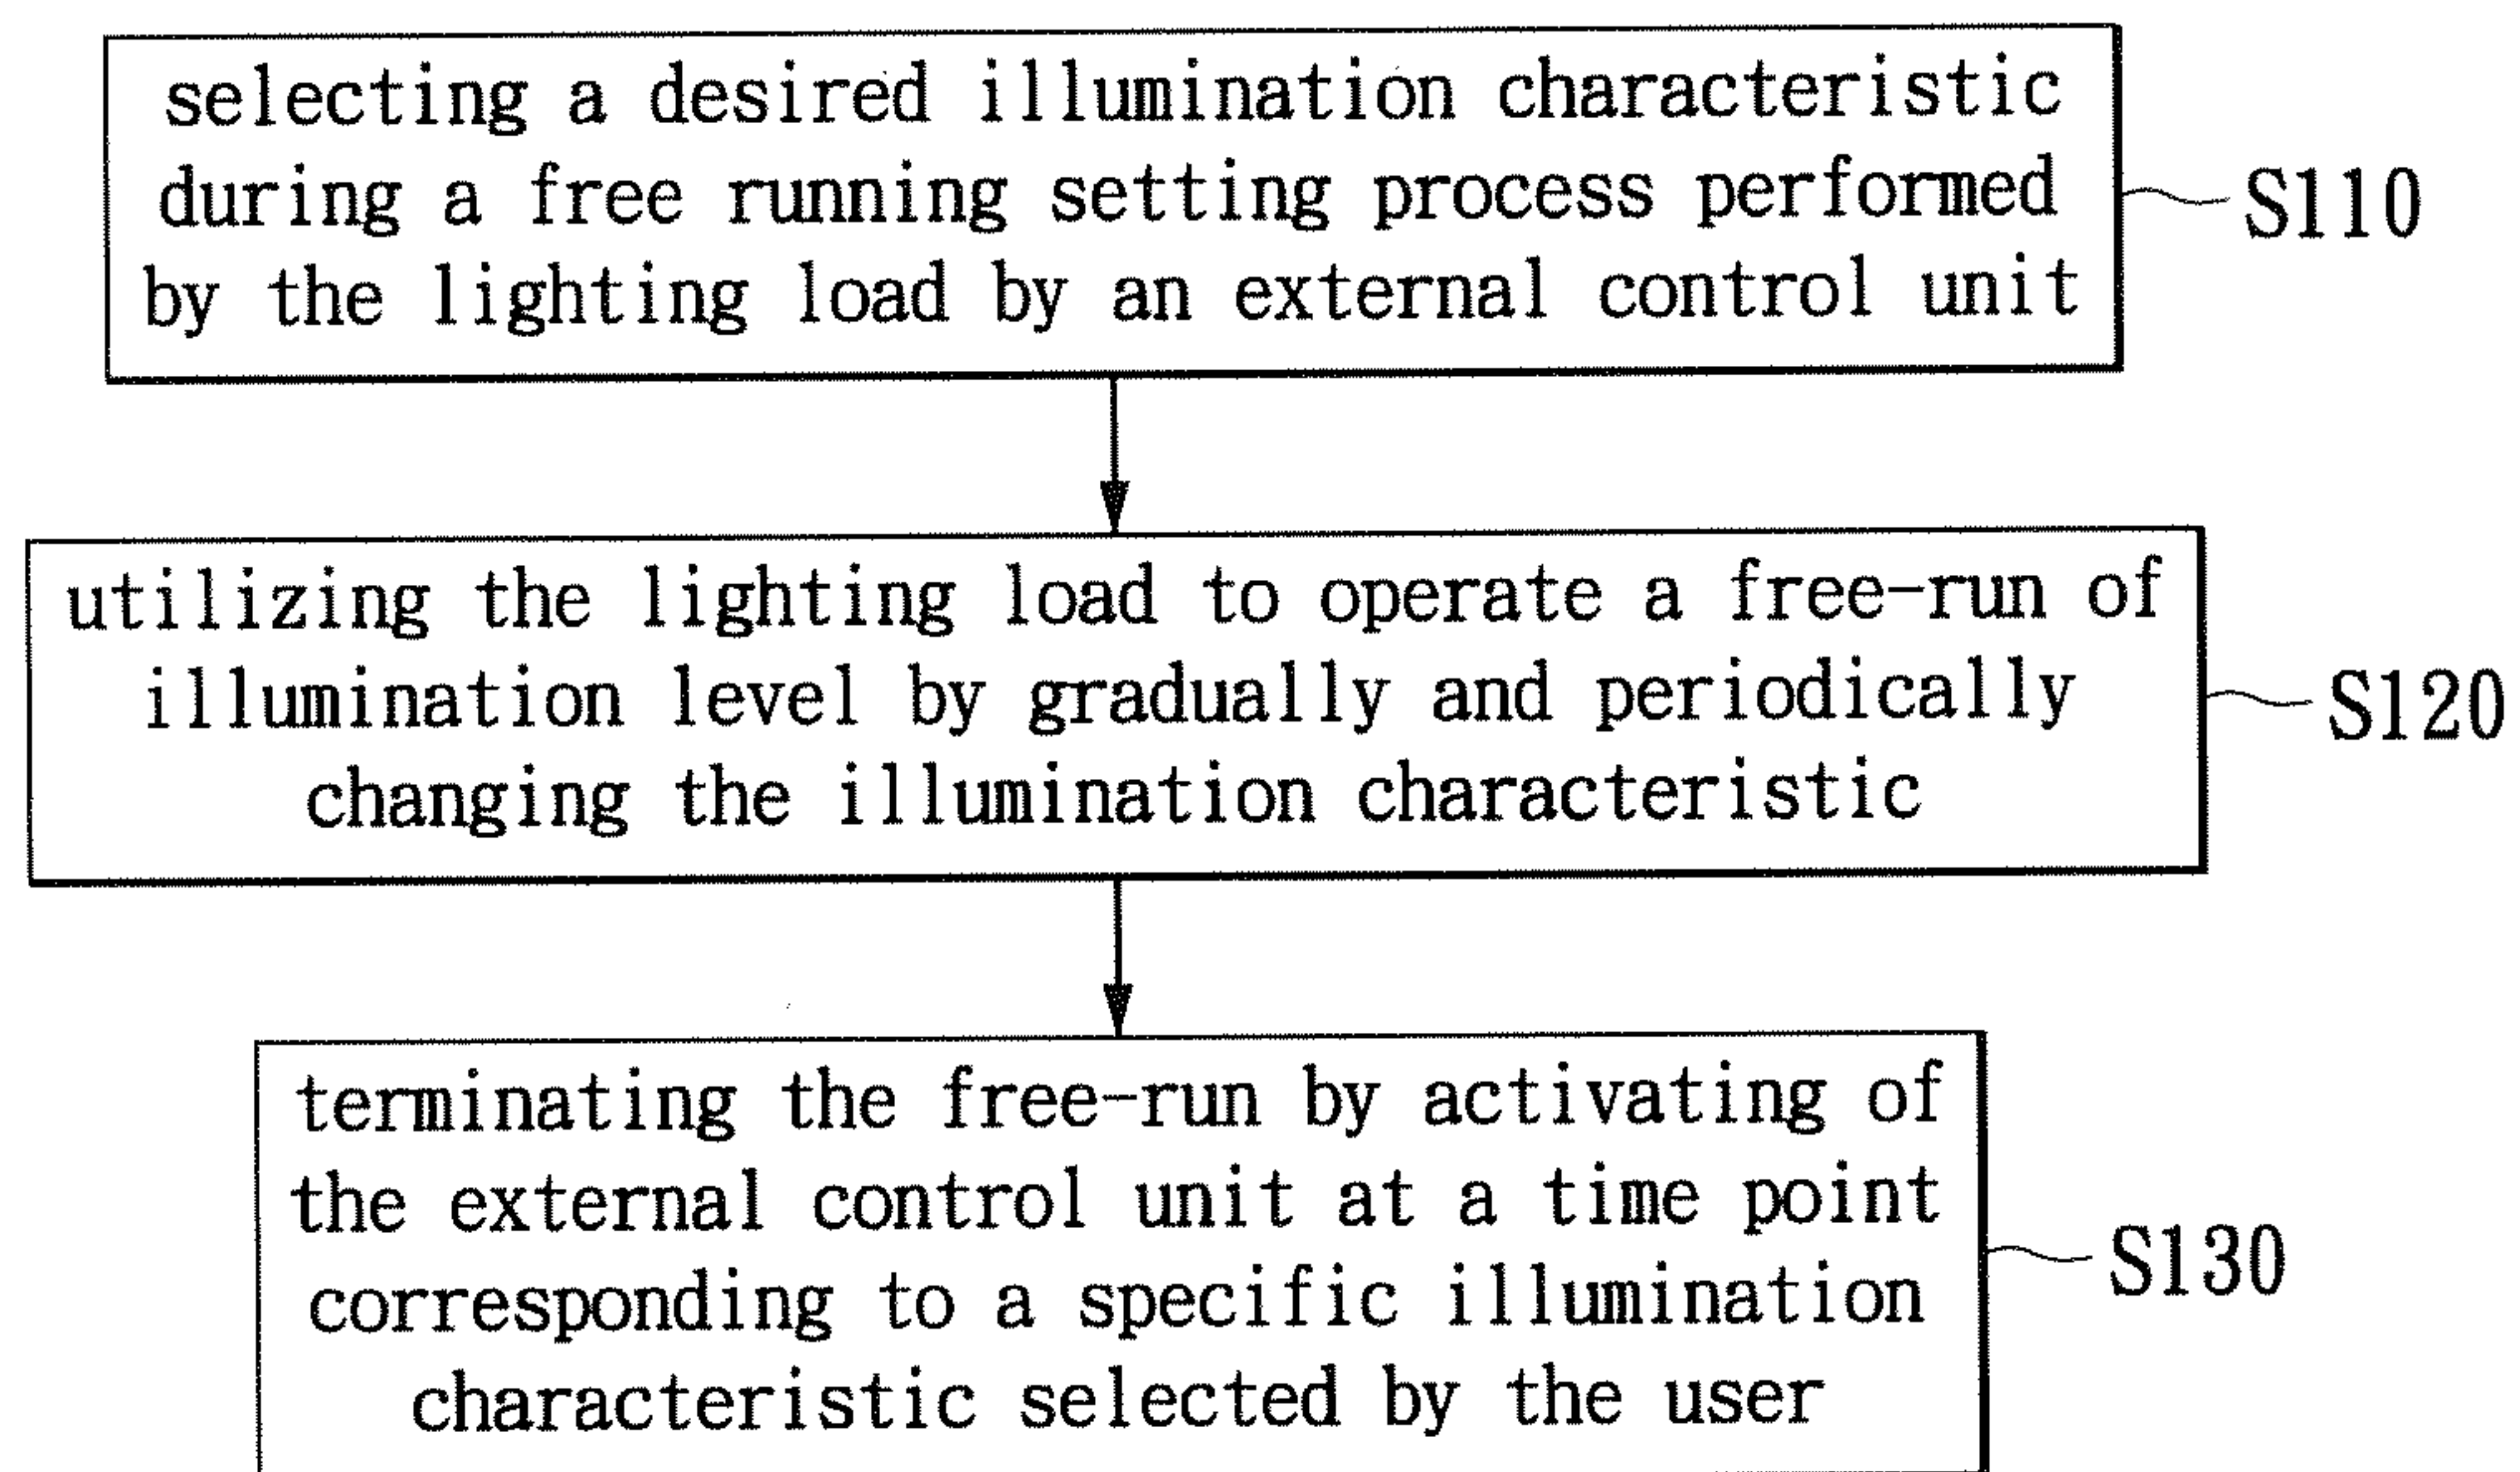 selecting a desired illumination characteristic
during a free running setting process performed
by the lighting load by an external control unit
S110
utilizing the lighting load to operate a free-run of
illumination level by gradually and periodically
changing the illumination characteristic
S120
terminating the free-run by activating of
the external control unit at a time point
corresponding to a specific illumination
characteristic selected by the user
S130